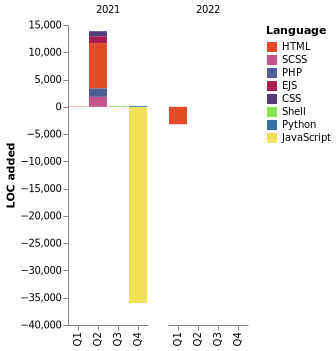 2021 2022
15,000
10,000
5,000
0
−5,000
−10,000
−15,000
−20,000
−25,000
−30,000
−35,000
−40,000
LOC added
Q1 Q2 Q3 Q4 Q1 Q2 Q3 Q4
Language
HTML
SCSS
PHP
EJS
CSS
Shell
Python
JavaScript